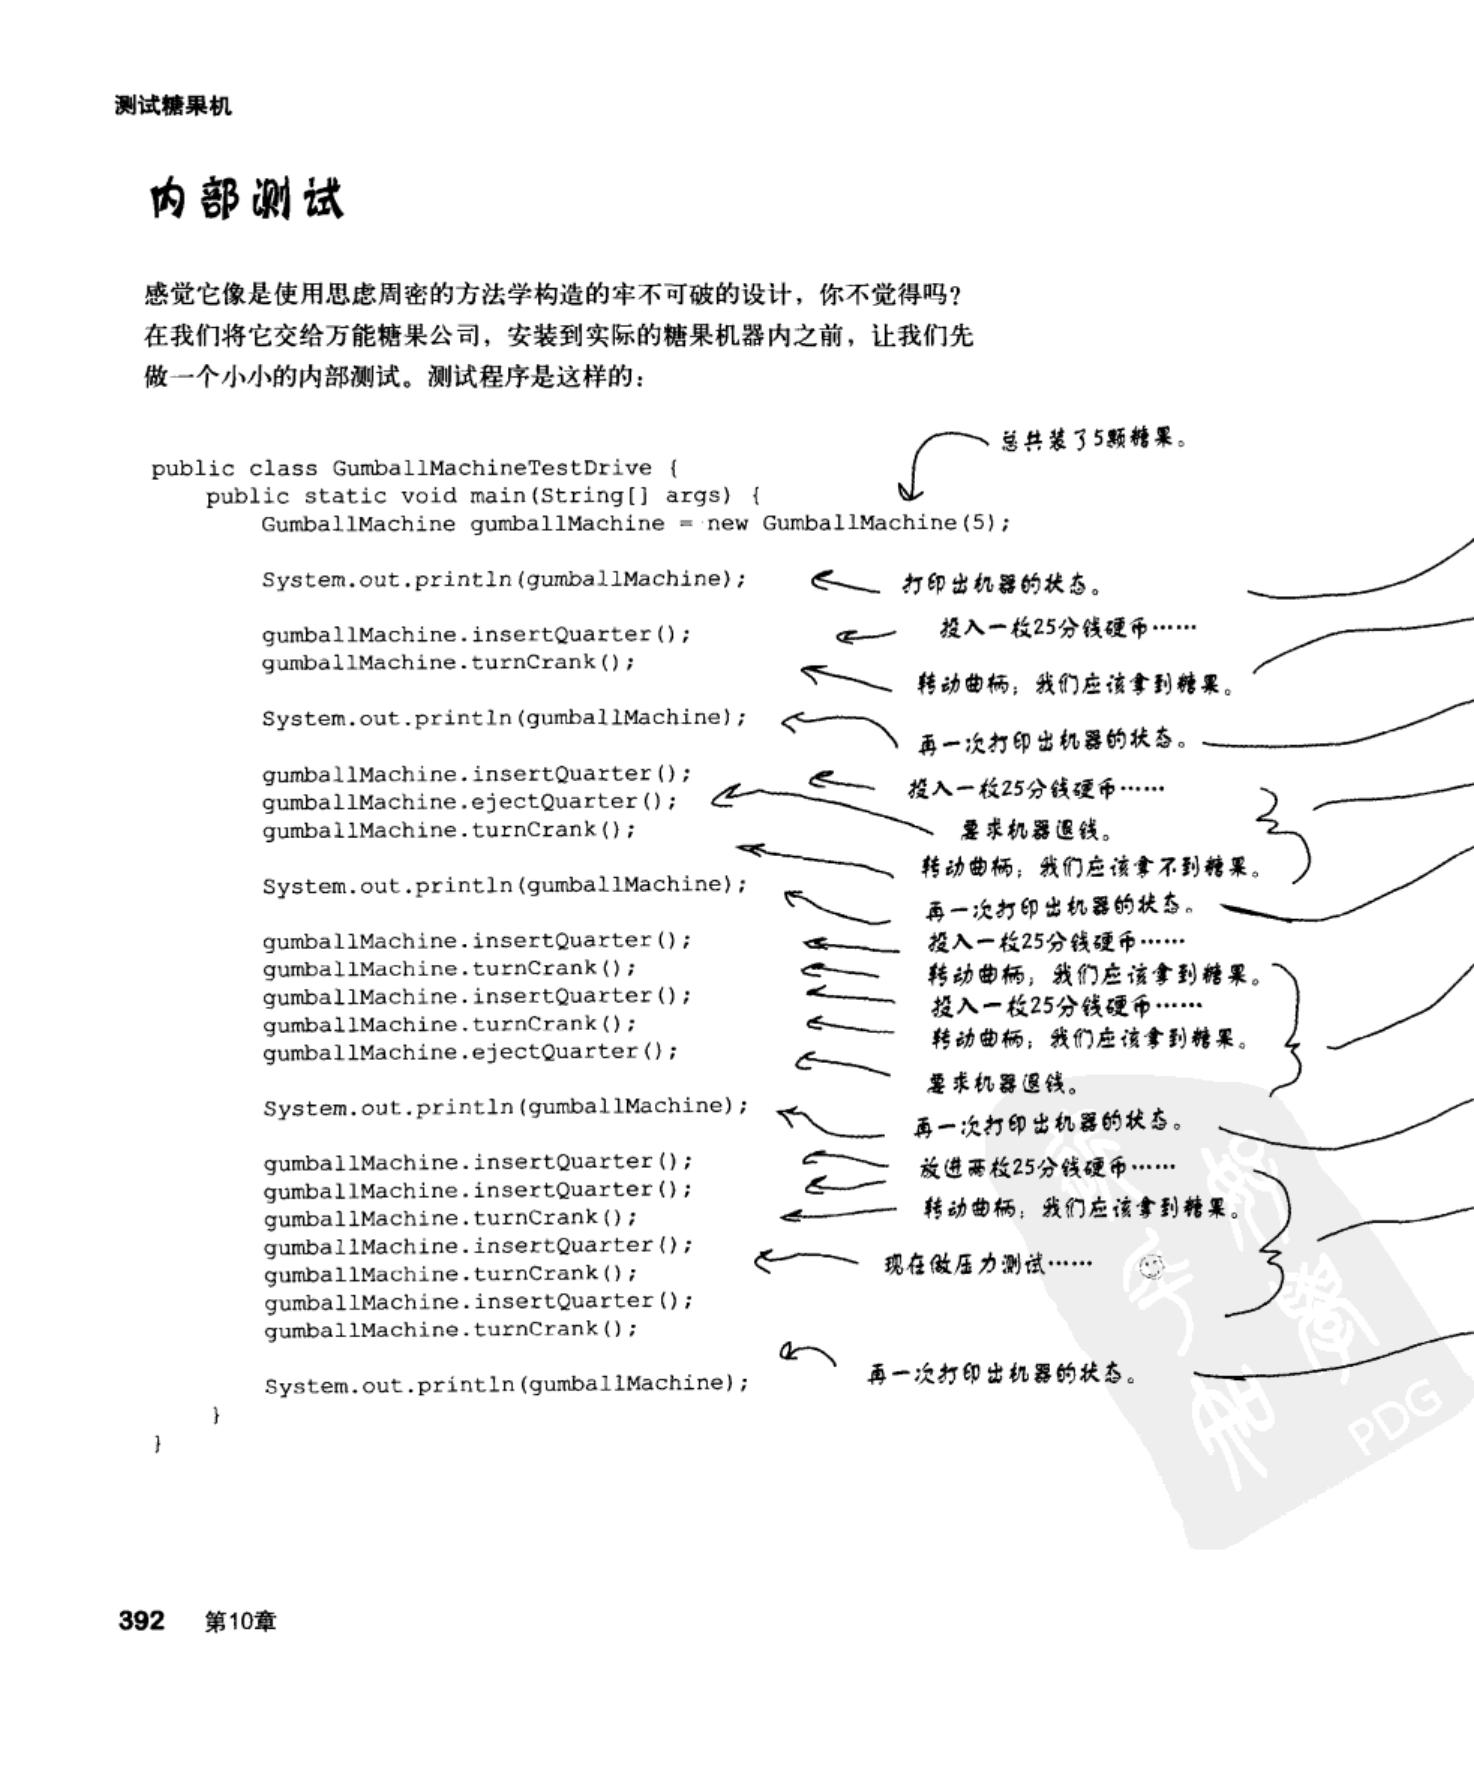 测试糖果机
内部测试
感觉它像是使用思虑周密的方法学构造的牢不可破的设计，你不觉得吗？
在我们将它交给万能糖果公司，安装到实际的糖果机器内之前，让我们先
做一个小小的内部测试。测试程序是这样的：
总共装了5颗糖果。
public class GumballMachineTestDrive {
public static void main(String[] args) {
GumballMachine gumballMachine = new GumballMachine(5);
System.out.println(gumballMachine); 打印出机器的状态。
gumballMachine.insertQuarter(); 投入一枚25分钱硬币……
gumballMachine.turnCrank();
转动曲柄；我们应该拿到糖果。
System.out.println(gumballMachine);
再一次打印出机器的状态。
gumballMachine.insertQuarter(); 投入一枚25分钱硬币……
gumballMachine.ejectQuarter();
要求机器退钱。
gumballMachine.turnCrank();
转动曲柄；我们应该拿不到糖果。
System.out.println(gumballMachine);
再一次打印出机器的状态。
gumballMachine.insertQuarter(); 投入一枚25分钱硬币……
gumballMachine.turnCrank(); 转动曲柄；我们应该拿到糖果。
gumballMachine.insertQuarter(); 投入一枚25分钱硬币……
gumballMachine.turnCrank(); 转动曲柄；我们应该拿到糖果。
gumballMachine.ejectQuarter();
要求机器退钱。
System.out.println(gumballMachine);
再一次打印出机器的状态。
gumballMachine.insertQuarter(); 放进两枚25分钱硬币……
gumballMachine.insertQuarter();
gumballMachine.turnCrank(); 转动曲柄；我们应该拿到糖果。
gumballMachine.insertQuarter();
现在做压力测试……
gumballMachine.turnCrank();
gumballMachine.insertQuarter();
gumballMachine.turnCrank();
再一次打印出机器的状态。
System.out.println(gumballMachine);
}
}
PDG
392 第10章